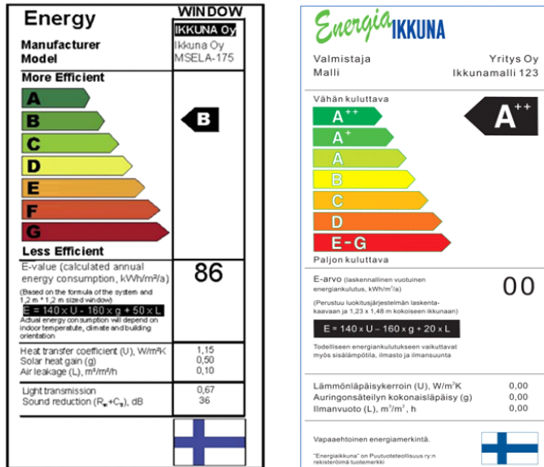 Energy
WINDOW
IKKUNA Oy
Manufacturer
Ikkuna Oy
Model
MSELA-175
More Efficient
A
B
B
C
D
E
F
G
Less Efficient
E-value (calculated annual
energy consumption, kWh/m²/a)
86
(Based on the formula of the system and
1,2 m * 1,2 m sized window)
E = 140 x U - 160 x g + 50 x L
Actual energy consumption will depend on
indoor temperature, climate and building
orientation
Heat transfer coefficient (U), W/m²K 1,15
Solar heat gain (g) 0,50
Air leakage (L), m³/m²/h 0,10
Light transmission 0,67
Sound reduction (Rw+Ctr), dB 36
Energia IKKUNA
Valmistaja Yritys Oy
Malli Ikkunamalli 123
Vähän kuluttava
A++
A++
A+
A
B
C
D
E-G
Paljon kuluttava
E-arvo (laskennallinen vuotuinen
energiankulutus, kWh/m²/a)
00
(Perustuu luokitusjärjestelmän laskenta-
kaavaan ja 1,23 x 1,48 m kokoiseen ikkunaan)
E = 140 x U - 160 x g + 20 x L
Todelliseen energiankulutukseen vaikuttavat
myös sisälämpötila, ilmasto ja ilmansuunta
Lämmönläpäisykerroin (U), W/m²K 0,00
Auringonsäteilyn kokonaisläpäisy (g) 0,00
Ilmanvuoto (L), m³/m², h 0,00
Vapaaehtoinen energiamerkintä.
"Energiaikkuna" on Puutuoteteollisuus ry:n
rekisteröimä tuotemerkki